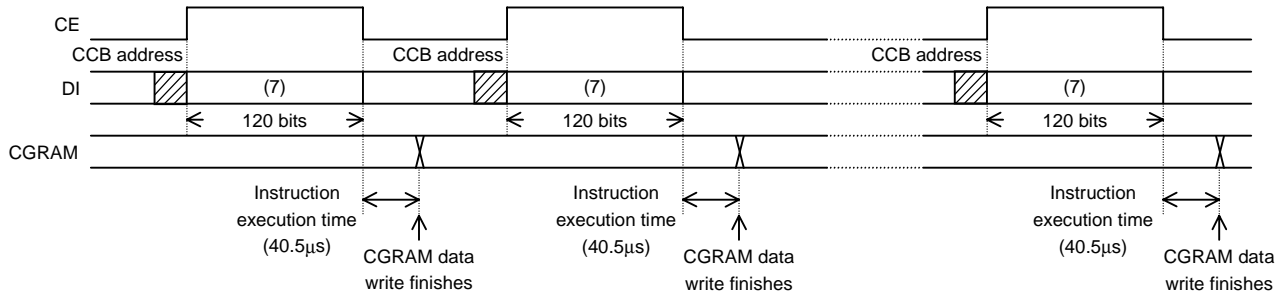 CE
CCB address CCB address CCB address
DI (7) (7) (7)
120 bits 120 bits 120 bits
CGRAM
Instruction Instruction Instruction
execution time execution time execution time
(40.5μs) (40.5μs) (40.5μs)
CGRAM data CGRAM data CGRAM data
write finishes write finishes write finishes